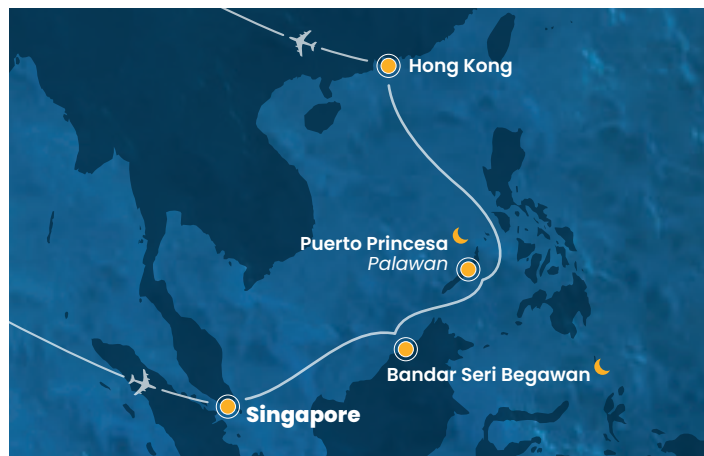 Hong Kong
Puerto Princesa
Palawan
Bandar Seri Begawan
Singapore